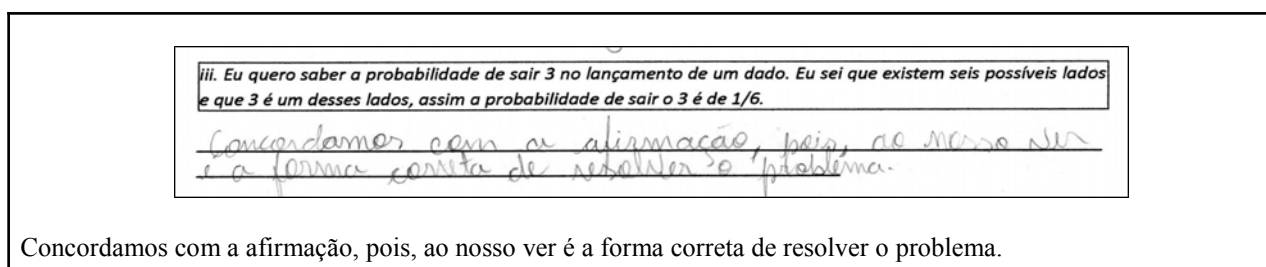 iii. Eu quero saber a probabilidade de sair 3 no lançamento de um dado. Eu sei que existem seis possíveis lados
e que 3 é um desses lados, assim a probabilidade de sair o 3 é de 1/6.
Concordamos com a afirmação, pois, ao nosso ver
é a forma correta de resolver o problema.
Concordamos com a afirmação, pois, ao nosso ver é a forma correta de resolver o problema.